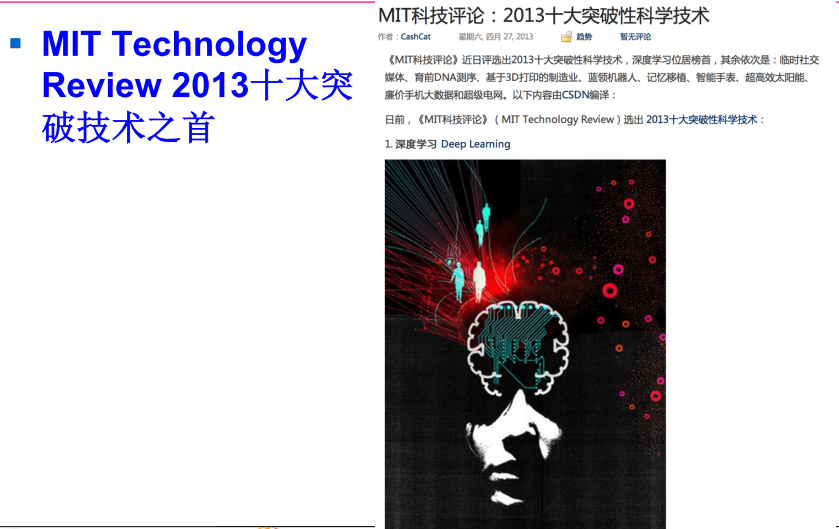 MIT Technology
Review 2013十大突
破技术之首
MIT科技评论：2013十大突破性科学技术
作者：CashCat 星期六, 四月 27, 2013 趋势 暂无评论
《MIT科技评论》近日评选出2013十大突破性科学技术，深度学习位居榜首，其余依次是：临时社交
媒体、育前DNA测序、基于3D打印的制造业、蓝领机器人、记忆移植、智能手表、超高效太阳能、
廉价手机大数据和超级电网。以下内容由CSDN编译：
日前，《MIT科技评论》（MIT Technology Review）选出 2013十大突破性科学技术：
1. 深度学习 Deep Learning